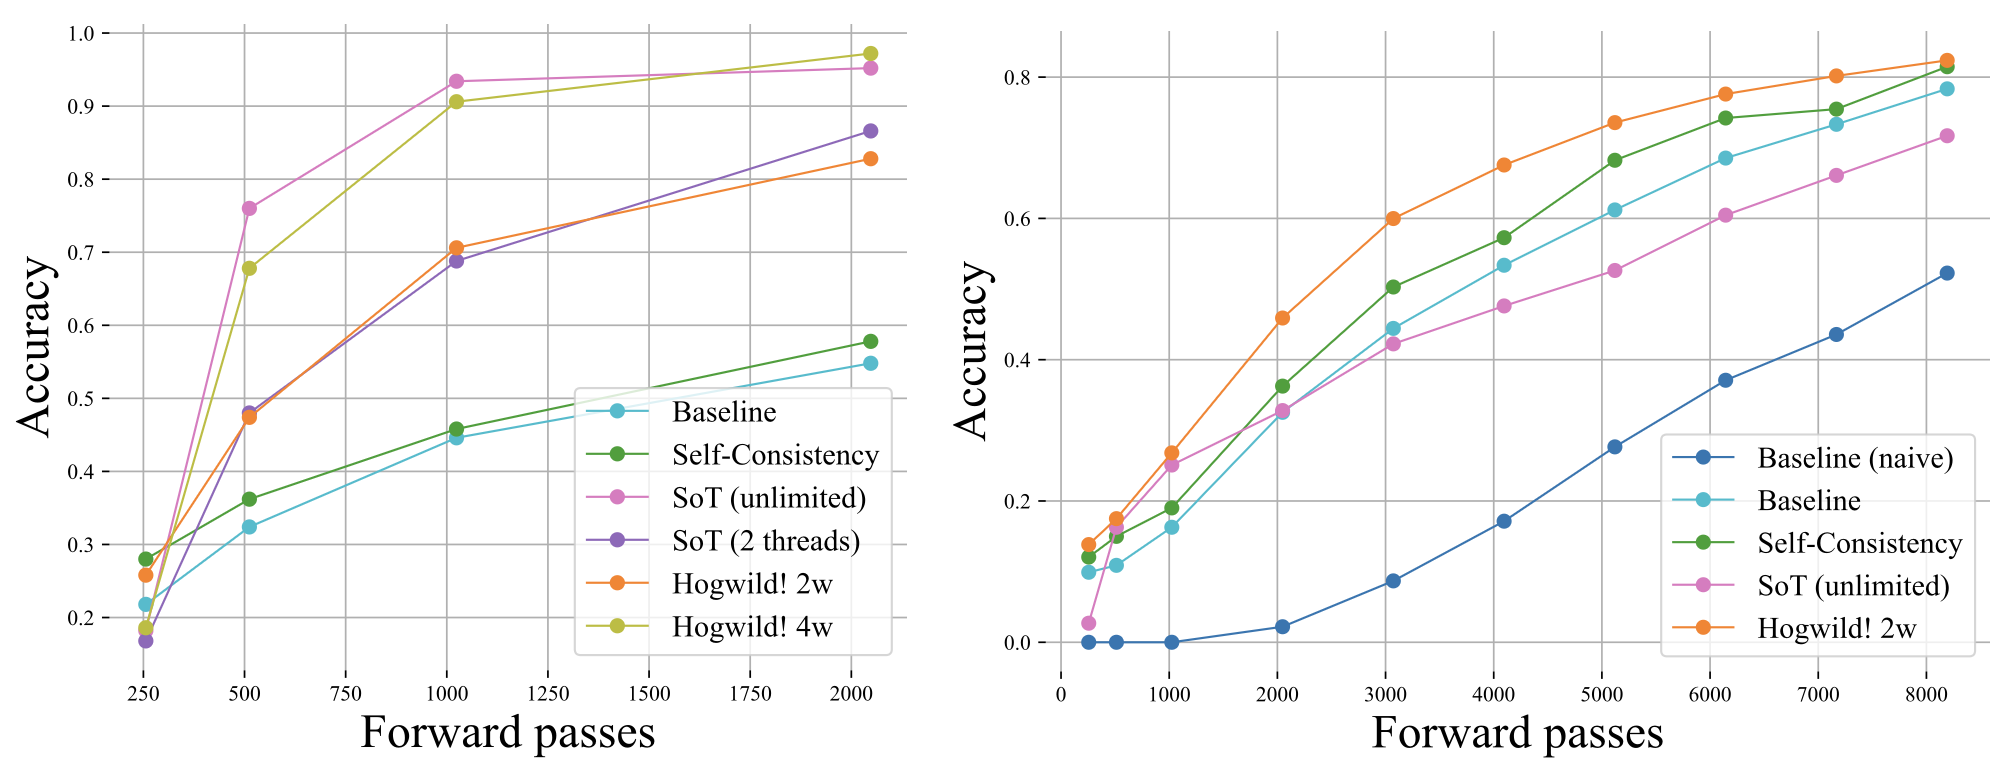 Accuracy
1.0
0.9
0.8
0.7
0.6
0.5
0.4
0.3
0.2
Baseline
Self-Consistency
SoT (unlimited)
SoT (2 threads)
Hogwild! 2w
Hogwild! 4w
250 500 750 1000 1250 1500 1750 2000
Forward passes
Accuracy
0.8
0.6
0.4
0.2
0.0
Baseline (naive)
Baseline
Self-Consistency
SoT (unlimited)
Hogwild! 2w
0 1000 2000 3000 4000 5000 6000 7000 8000
Forward passes